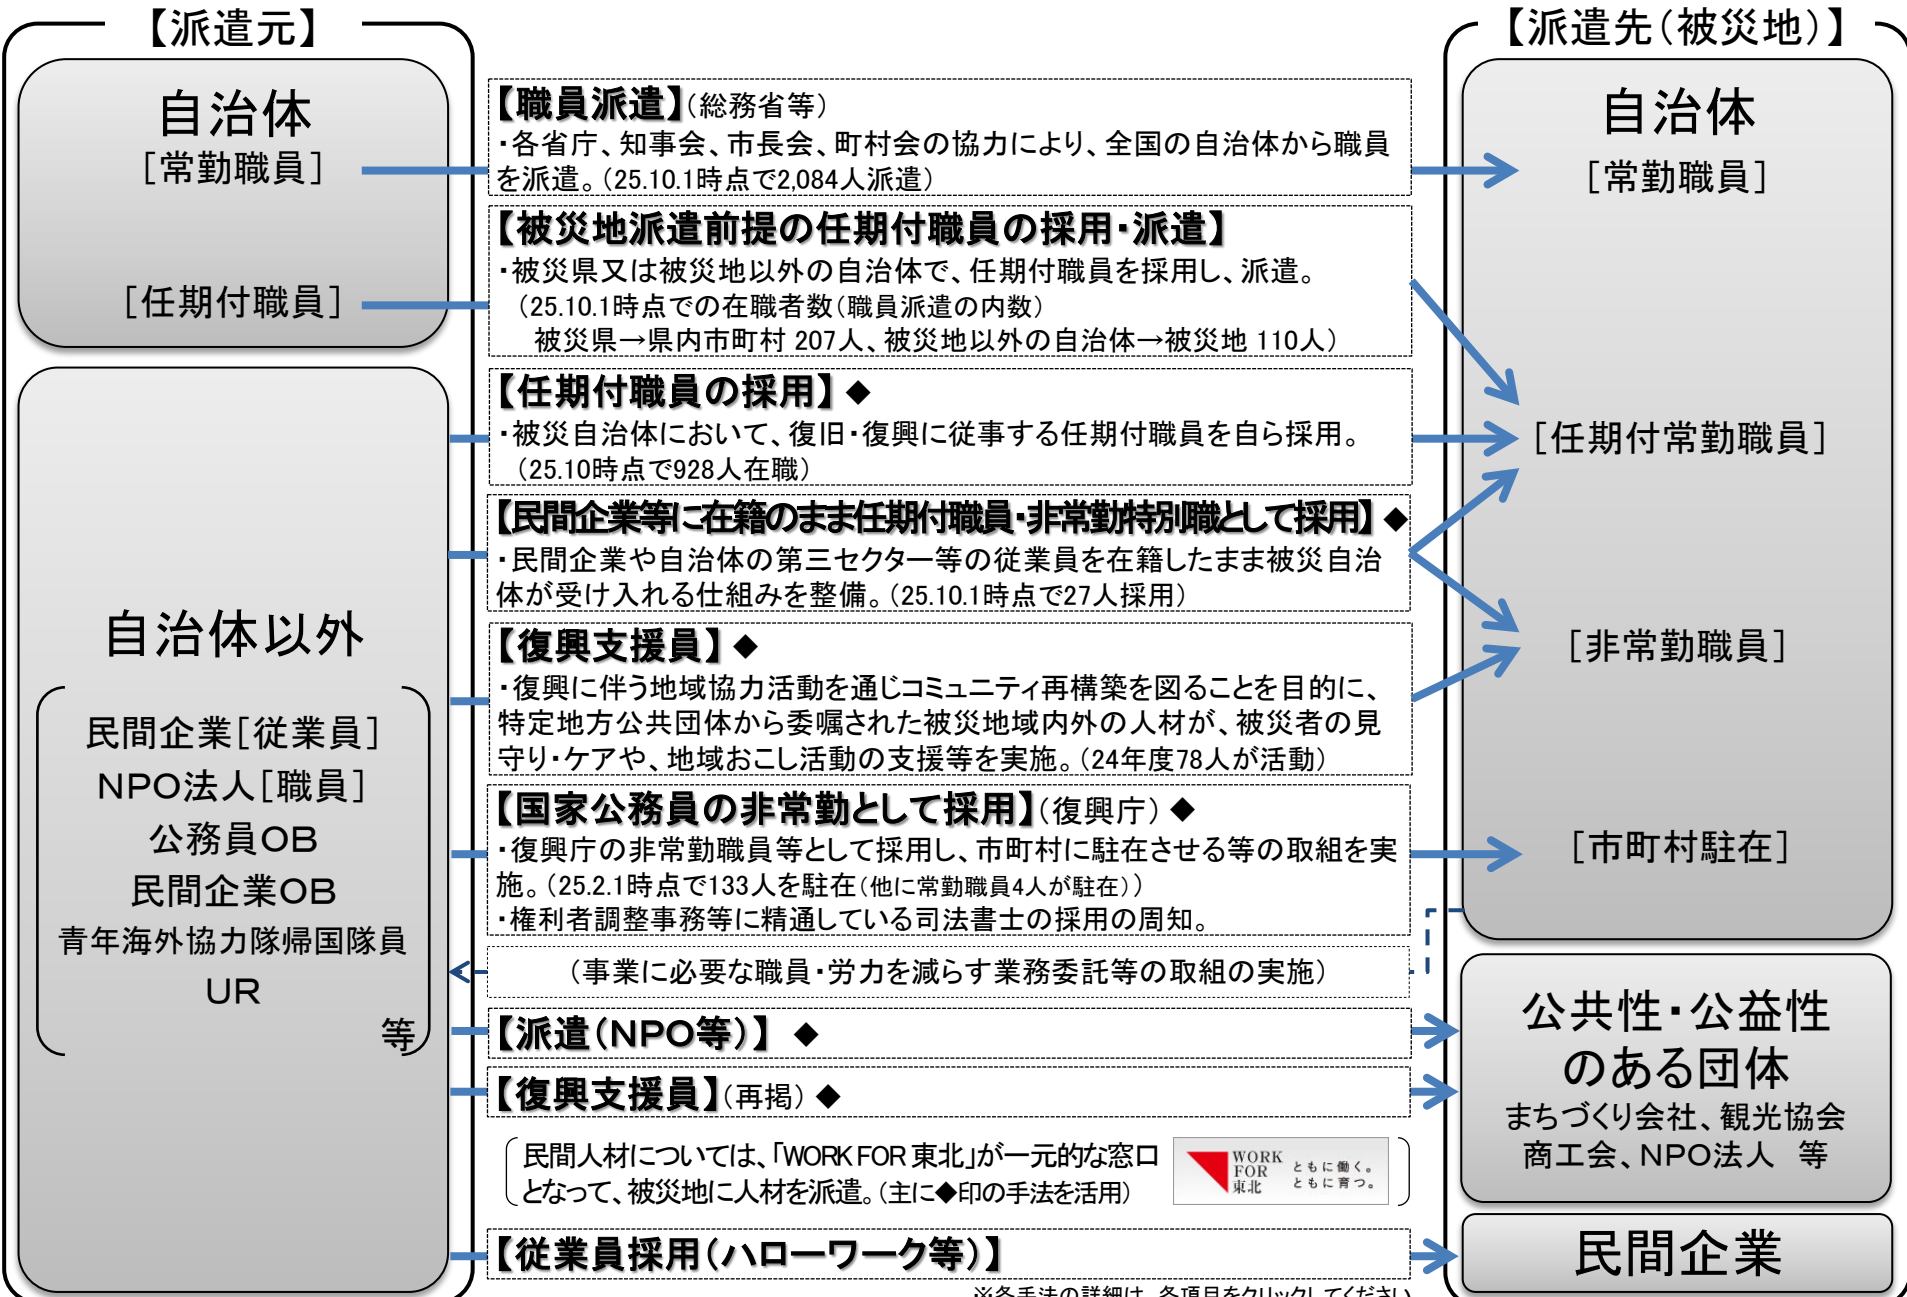 【派遣元】
自治体
［常勤職員］
［任期付職員］
自治体以外
民間企業［従業員］
NPO法人［職員］
公務員OB
民間企業OB
青年海外協力隊帰国隊員
UR
等
【職員派遣】（総務省等）
・各省庁、知事会、市長会、町村会の協力により、全国の自治体から職員
を派遣。（25.10.1時点で2,084人派遣）
【被災地派遣前提の任期付職員の採用・派遣】
・被災県又は被災地以外の自治体で、任期付職員を採用し、派遣。
（25.10.1時点での在職者数（職員派遣の内数）
被災県→県内市町村 207人、被災地以外の自治体→被災地 110人）
【任期付職員の採用】◆
・被災自治体において、復旧・復興に従事する任期付職員を自ら採用。
（25.10時点で928人在職）
【民間企業等に在籍のまま任期付職員・非常勤特別職として採用】◆
・民間企業や自治体の第三セクター等の従業員を在籍したまま被災自治
体が受け入れる仕組みを整備。（25.10.1時点で27人採用）
【復興支援員】◆
・復興に伴う地域協力活動を通じコミュニティ再構築を図ることを目的に、
特定地方公共団体から委嘱された被災地域内外の人材が、被災者の見
守り・ケアや、地域おこし活動の支援等を実施。（24年度78人が活動）
【国家公務員の非常勤として採用】（復興庁）◆
・復興庁の非常勤職員等として採用し、市町村に駐在させる等の取組を実
施。（25.2.1時点で133人を駐在（他に常勤職員4人が駐在））
・権利者調整事務等に精通している司法書士の採用の周知。
（事業に必要な職員・労力を減らす業務委託等の取組の実施）
【派遣（NPO等）】 ◆
【復興支援員】（再掲）◆
民間人材については、「WORK FOR 東北」が一元的な窓口
となって、被災地に人材を派遣。（主に◆印の手法を活用）
WORK
FOR
東北
ともに働く。
ともに育つ。
【従業員採用（ハローワーク等）】
※各手法の詳細は、各項目をクリックしてください
【派遣先（被災地）】
自治体
［常勤職員］
［任期付常勤職員］
［非常勤職員］
［市町村駐在］
公共性・公益性
のある団体
まちづくり会社、観光協会
商工会、NPO法人 等
民間企業